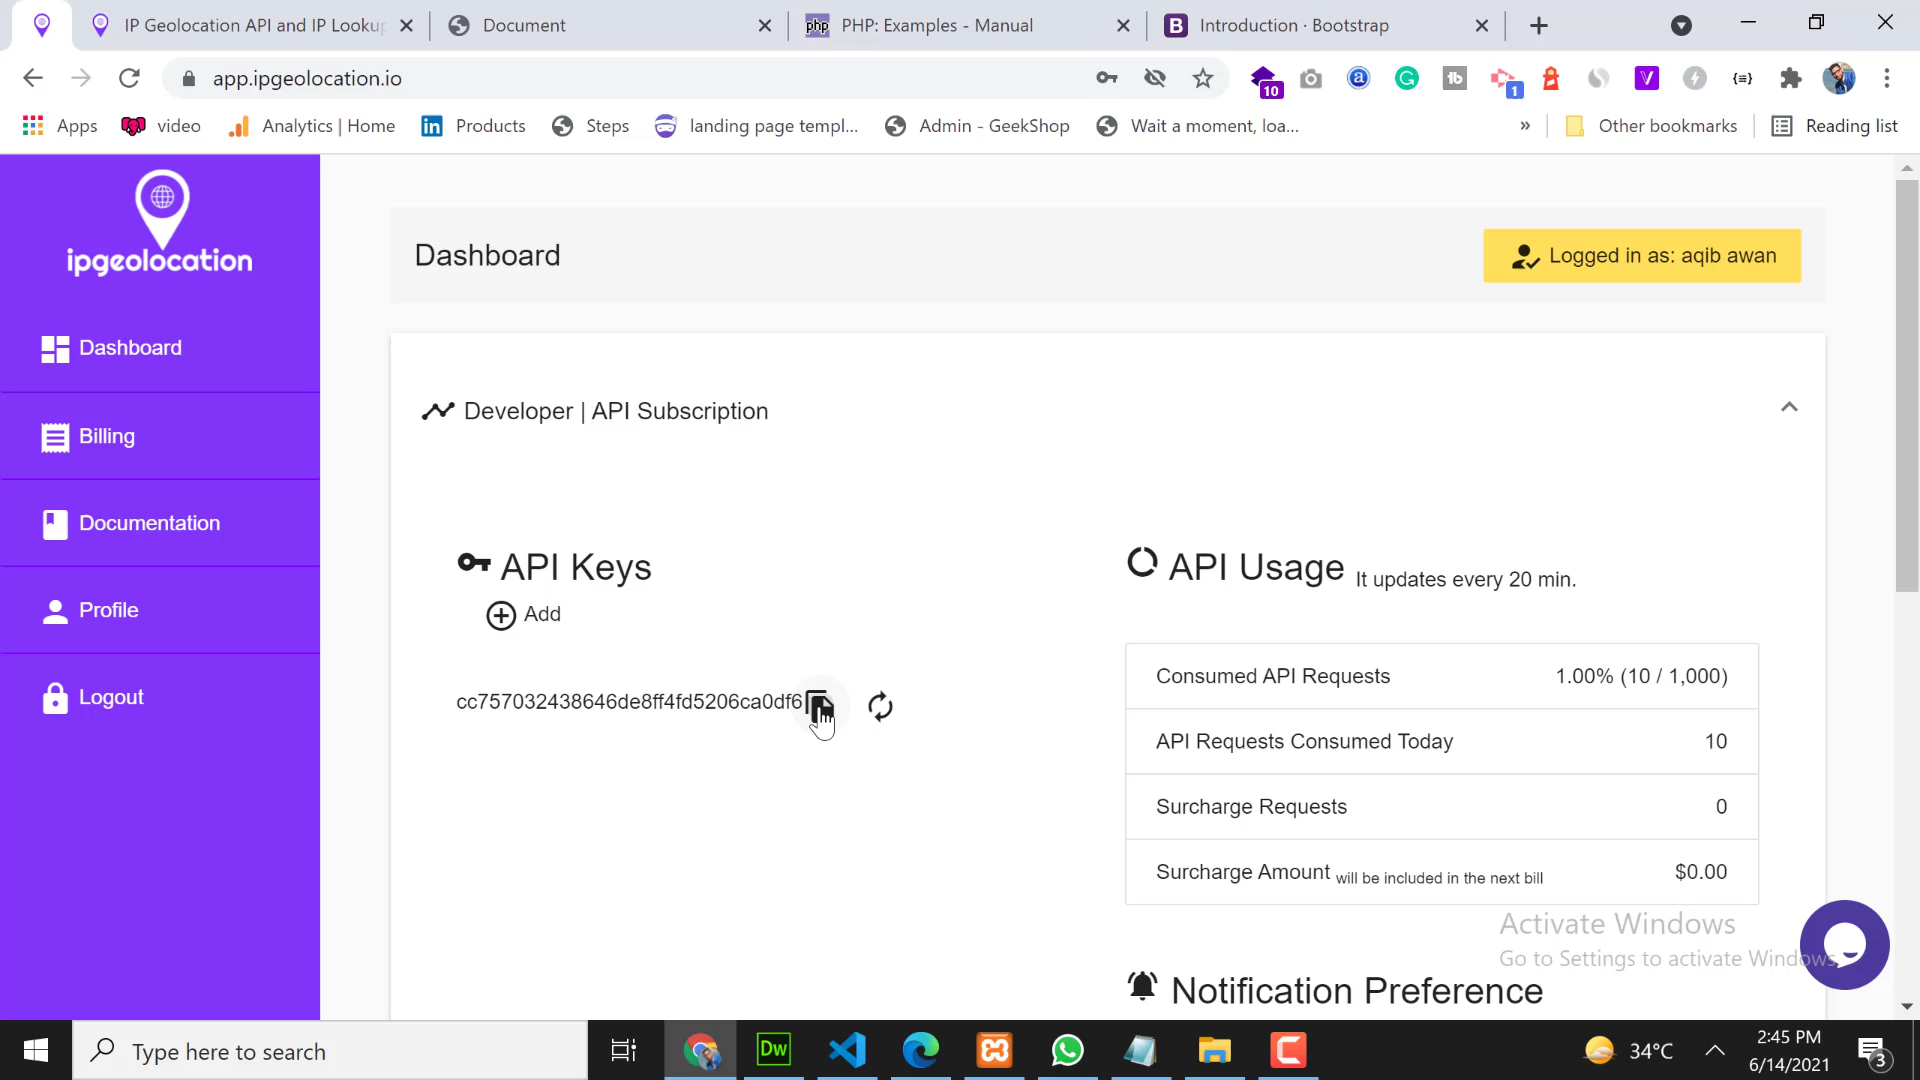 IP Geolocation API and IP Looku
Document
PHP: Examples - Manual
Introduction · Bootstrap
app.ipgeolocation.io
10
1
Apps
video
Analytics | Home
Products
Steps
landing page templ...
Admin - GeekShop
Wait a moment, loa...
»
Other bookmarks
Reading list
ipgeolocation
Dashboard
Billing
Documentation
Profile
Logout
Dashboard
Logged in as: aqib awan
Developer | API Subscription
API Keys
Add
cc757032438646de8ff4fd5206ca0df6
API Usage It updates every 20 min.
Consumed API Requests 1.00% (10 / 1,000)
API Requests Consumed Today 10
Surcharge Requests 0
Surcharge Amount will be included in the next bill $0.00
Notification Preference
Activate Windows
Go to Settings to activate Windows.
Type here to search
Dw
34°C
2:45 PM
6/14/2021
3